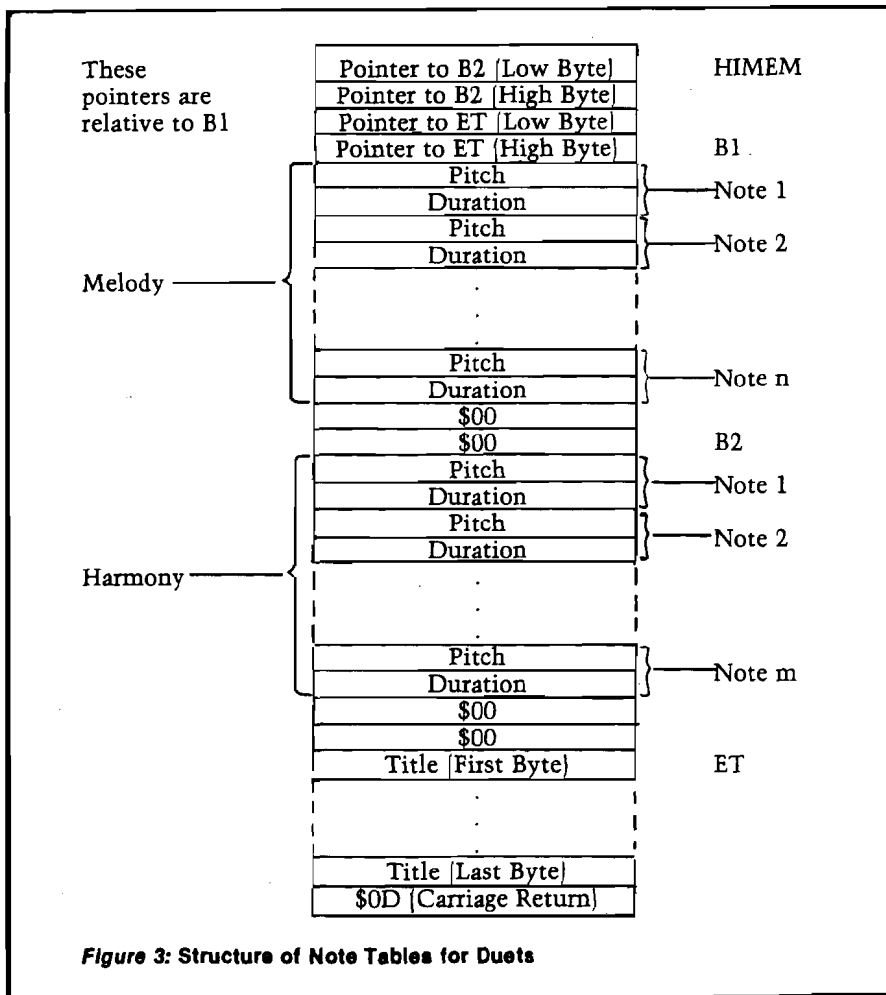 These
pointers are
relative to B1
Pointer to B2 (Low Byte) HIMEM
Pointer to B2 (High Byte)
Pointer to ET (Low Byte)
Pointer to ET (High Byte) B1
Pitch
Duration
Note 1
Pitch
Duration
Note 2
Melody
.
.
.
Pitch
Duration
Note n
$00
$00 B2
Pitch
Duration
Note 1
Pitch
Duration
Note 2
Harmony
.
.
.
Pitch
Duration
Note m
$00
$00
Title (First Byte) ET
.
.
.
Title (Last Byte)
$0D (Carriage Return)
Figure 3: Structure of Note Tables for Duets